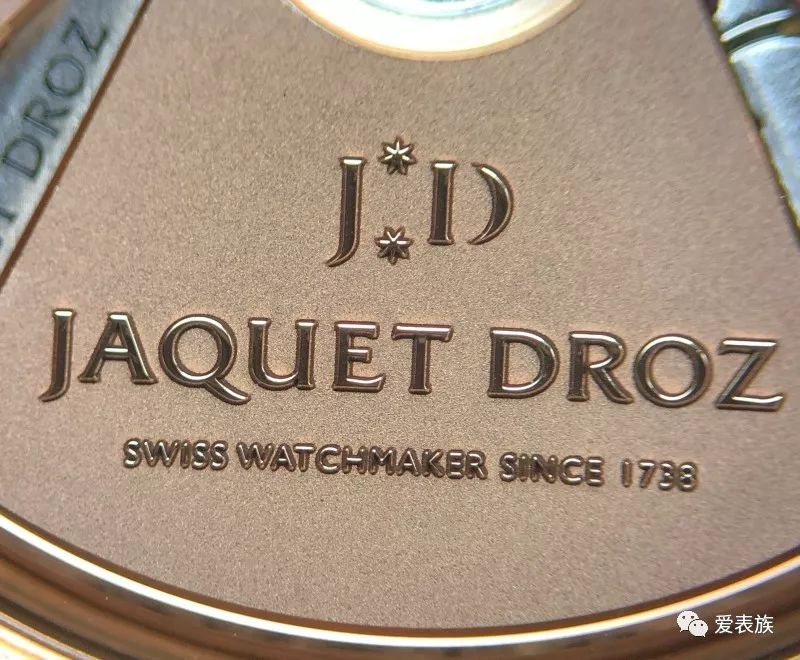 DROZ
JD
JAQUET DROZ
SWISS WATCHMAKER SINCE 1738
爱表族